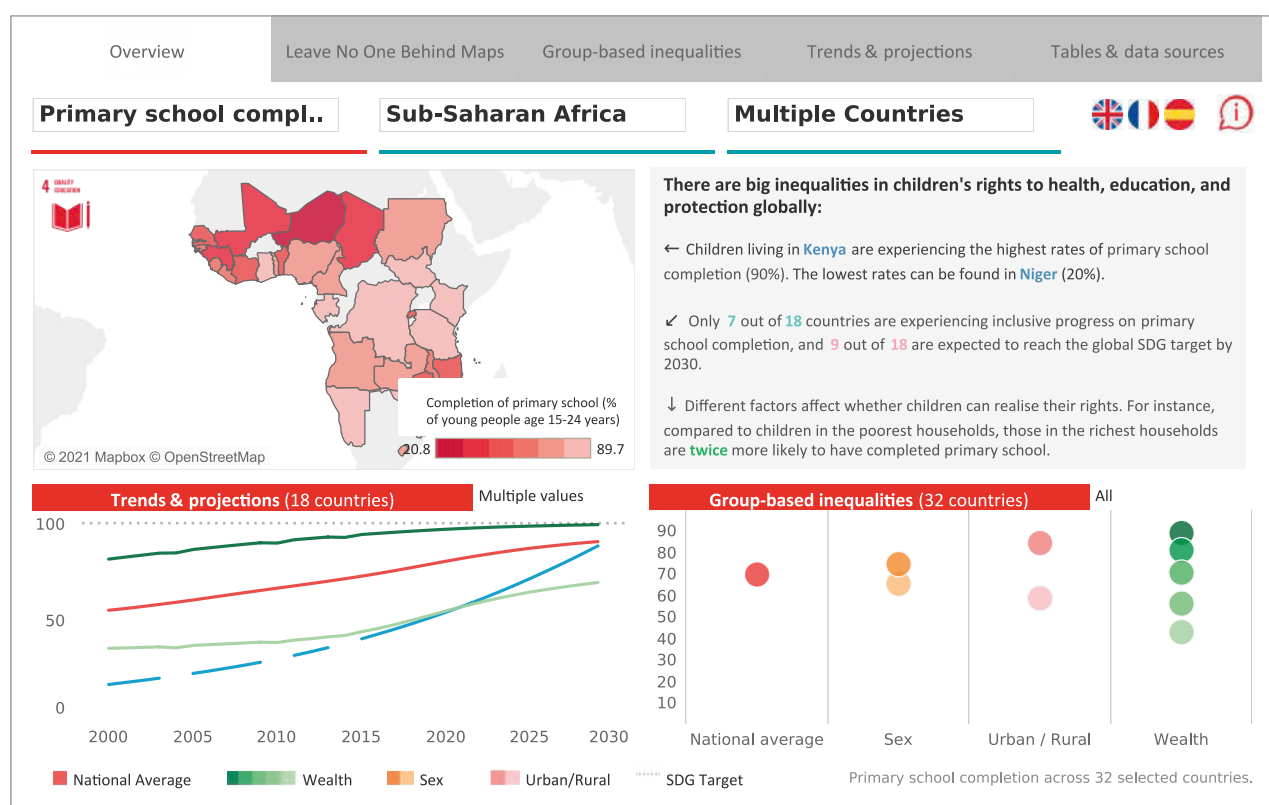 Overview
Leave No One Behind Maps
Group-based inequalities
Trends & projections
Tables & data sources
Primary school compl..
Sub-Saharan Africa
Multiple Countries
i
4 QUALITY
EDUCATION
Completion of primary school (%
of young people age 15-24 years)
20.8
89.7
© 2021 Mapbox © OpenStreetMap
There are big inequalities in children's rights to health, education, and
protection globally:
← Children living in Kenya are experiencing the highest rates of primary school
completion (90%). The lowest rates can be found in Niger (20%).
↙ Only 7 out of 18 countries are experiencing inclusive progress on primary
school completion, and 9 out of 18 are expected to reach the global SDG target by
2030.
↓ Different factors affect whether children can realise their rights. For instance,
compared to children in the poorest households, those in the richest households
are twice more likely to have completed primary school.
Trends & projections (18 countries)
Multiple values
100
50
0
2000
2005
2010
2015
2020
2025
2030
Group-based inequalities (32 countries)
All
90
80
70
60
50
40
30
20
10
National average
Sex
Urban / Rural
Wealth
National Average
Wealth
Sex
Urban/Rural
SDG Target
Primary school completion across 32 selected countries.